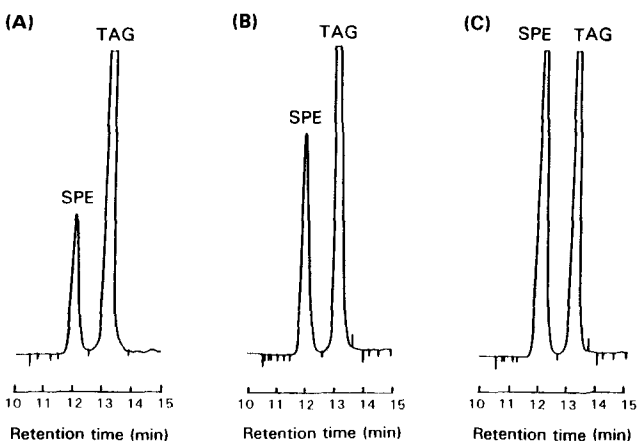 (A)
TAG
SPE
10 11 12 13 14 15
Retention time (min)
(B)
TAG
SPE
10 11 12 13 14 15
Retention time (min)
(C)
SPE TAG
10 11 12 13 14 15
Retention time (min)